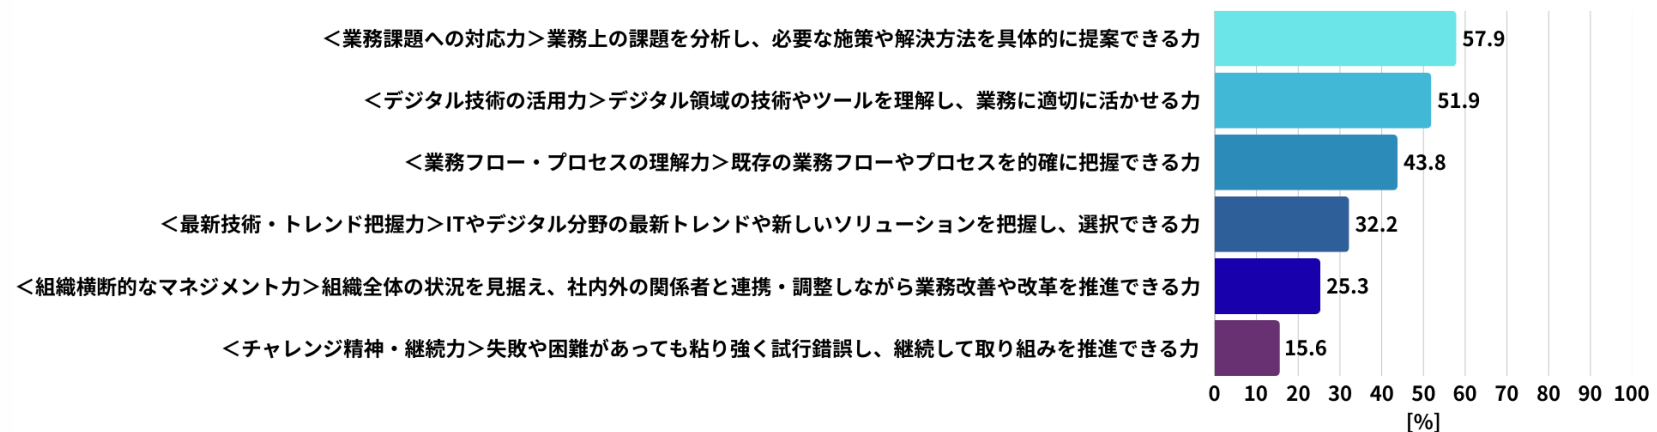 ＜業務課題への対応力＞業務上の課題を分析し、必要な施策や解決方法を具体的に提案できる力 57.9
＜デジタル技術の活用力＞デジタル領域の技術やツールを理解し、業務に適切に活かせる力 51.9
＜業務フロー・プロセスの理解力＞既存の業務フローやプロセスを的確に把握できる力 43.8
＜最新技術・トレンド把握力＞ITやデジタル分野の最新トレンドや新しいソリューションを把握し、選択できる力 32.2
＜組織横断的なマネジメント力＞組織全体の状況を見据え、社内外の関係者と連携・調整しながら業務改善や改革を推進できる力 25.3
＜チャレンジ精神・継続力＞失敗や困難があっても粘り強く試行錯誤し、継続して取り組みを推進できる力 15.6
0 10 20 30 40 50 60 70 80 90 100
[%]